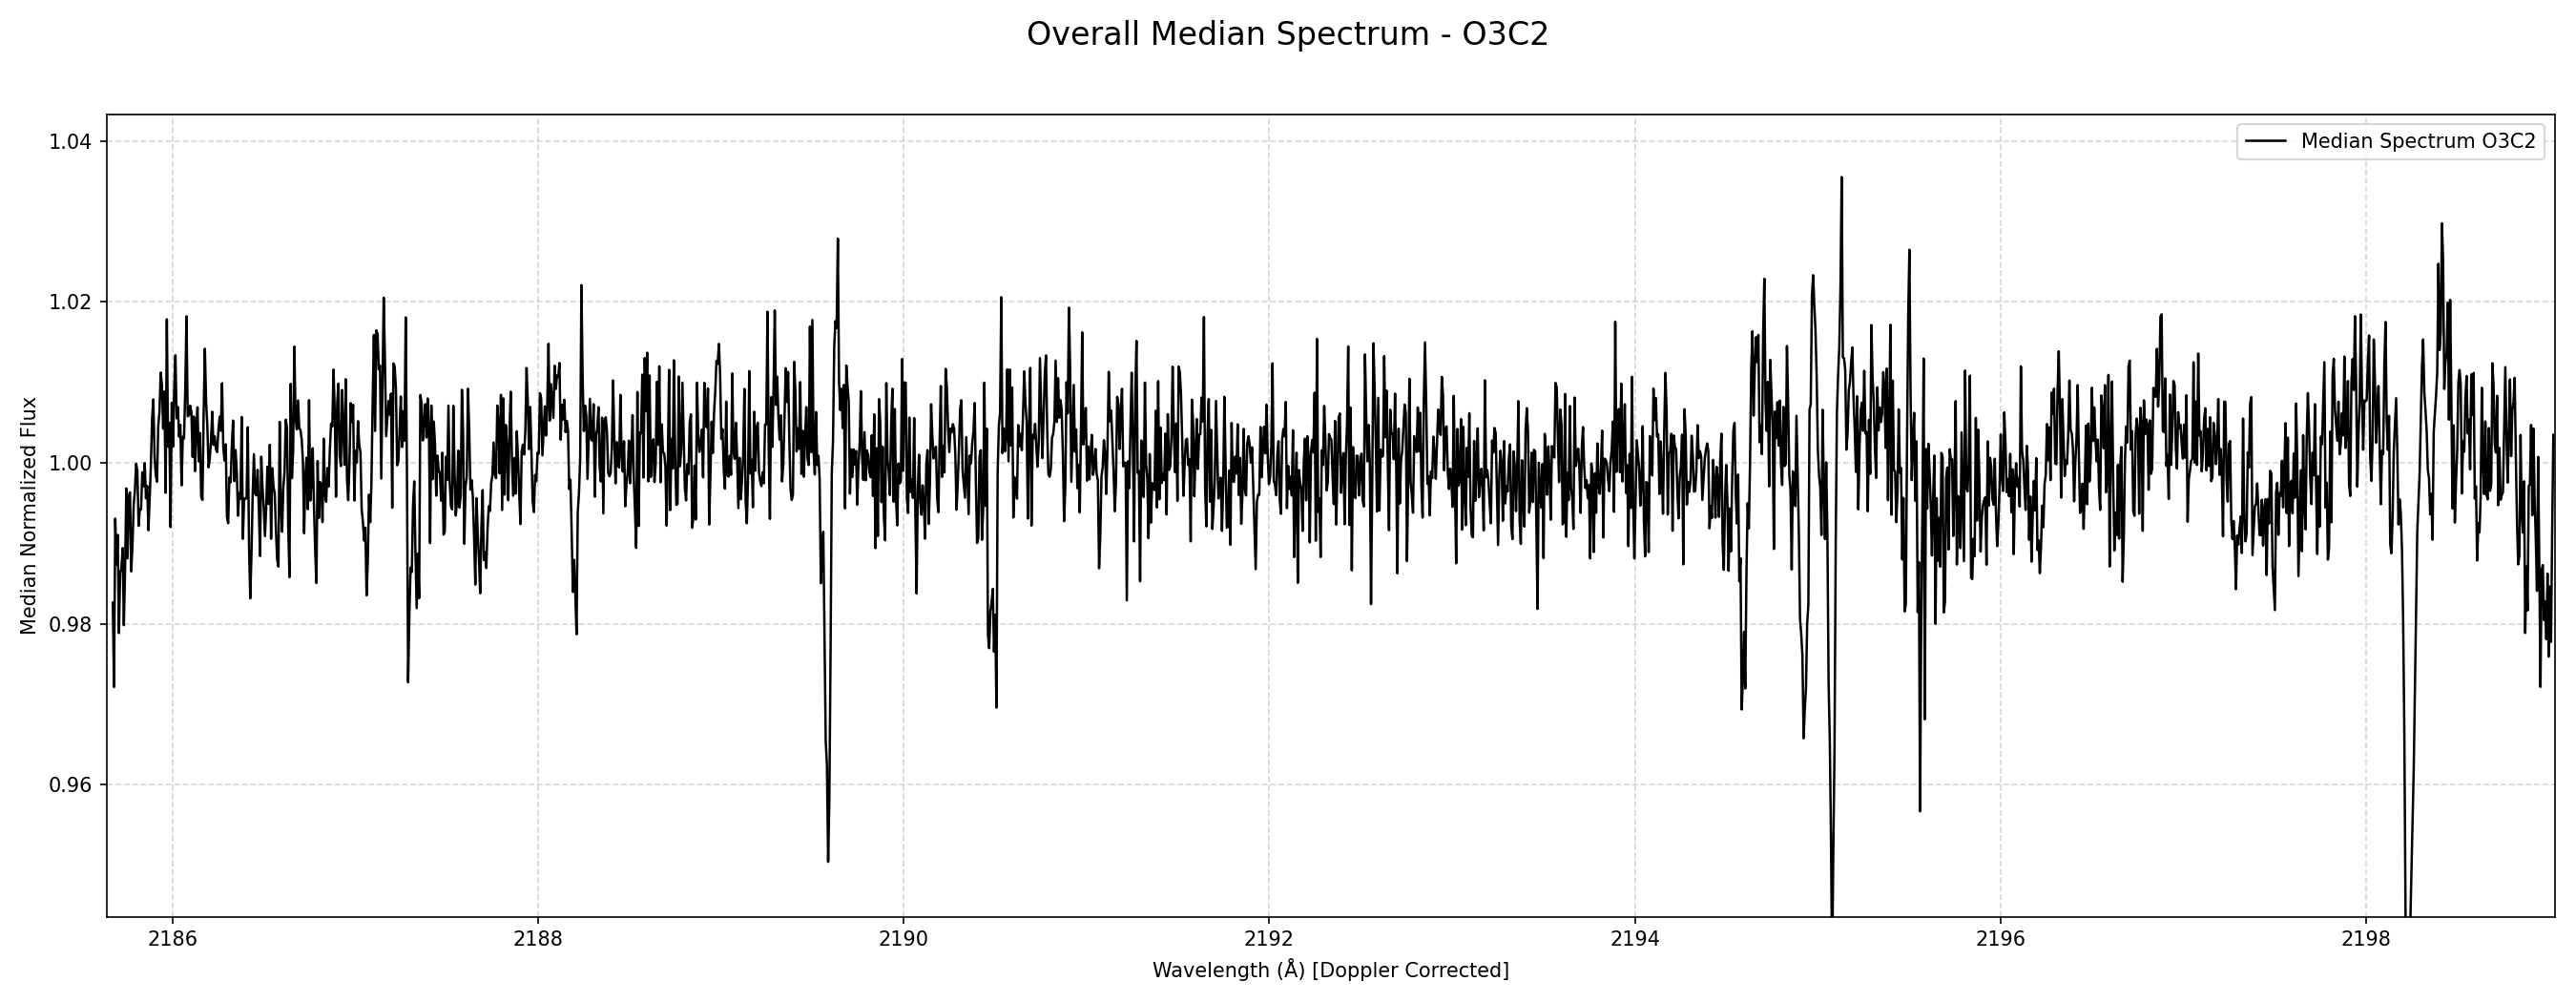 Overall Median Spectrum - O3C2
Median Spectrum O3C2
Median Normalized Flux
1.04
1.02
1.00
0.98
0.96
2186 2188 2190 2192 2194 2196 2198
Wavelength (Å) [Doppler Corrected]